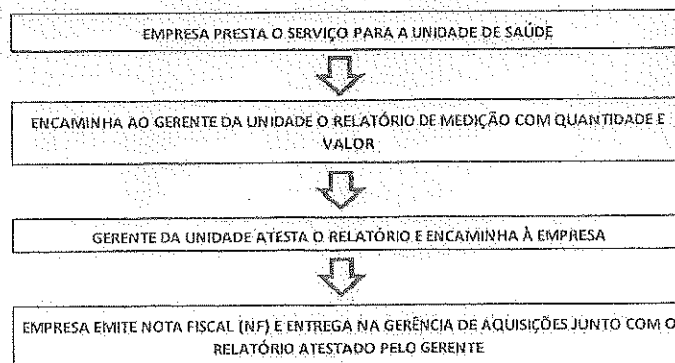 EMPRESA PRESTA O SERVIÇO PARA A UNIDADE DE SAÚDE
ENCAMINHA AO GERENTE DA UNIDADE O RELATÓRIO DE MEDIÇÃO COM QUANTIDADE E
VALOR
GERENTE DA UNIDADE ATESTA O RELATÓRIO E ENCAMINHA À EMPRESA
EMPRESA EMITE NOTA FISCAL (NF) E ENTREGA NA GERÊNCIA DE AQUISIÇÕES JUNTO COM O
RELATÓRIO ATESTADO PELO GERENTE